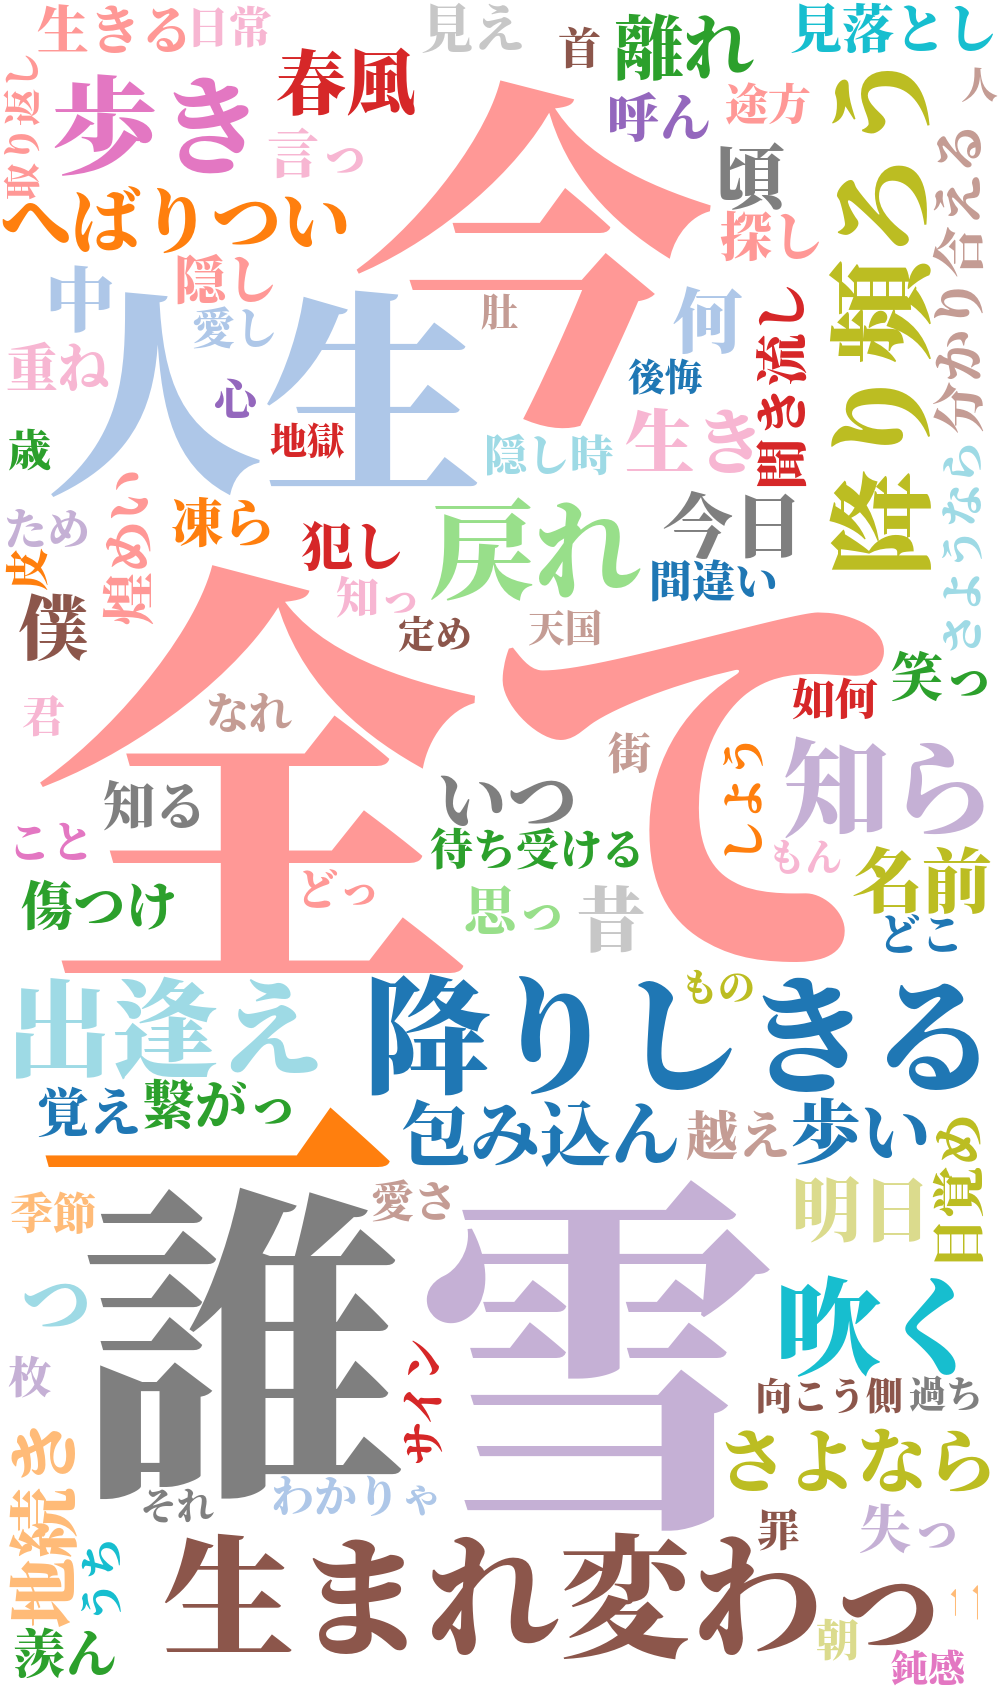 生きる
日常
見え
首
離れ
見落とし
取り返し
歩き
春風
呼ん
途方
人
言っ
今
頃
降り頻ろう
分かり合える
へばりつい
探し
中
隠し
肚
何
聞き流し
愛し
人生
重ね
心
後悔
歳
地獄
隠し時
生き
さようなら
ため
煌めい
凍ら
犯し
戻れ
今日
皮
知っ
間違い
僕
定め
天国
全て
笑っ
君
なれ
街
如何
しよう
知ら
知る
いつ
こと
待ち受ける
もん
名前
傷つけ
どっ
思っ
昔
どこ
出逢え
降りしきる
もの
覚え
繋がっ
一
包み込ん
越え
歩い
目覚め
季節
愛さ
明日
誰
雪
つ
吹く
枚
サイン
向こう側
過ち
地続き
さよなら
それ
わかりゃ
罪
失っ
うち
生まれ変わっ
羨ん
朝
鈍感